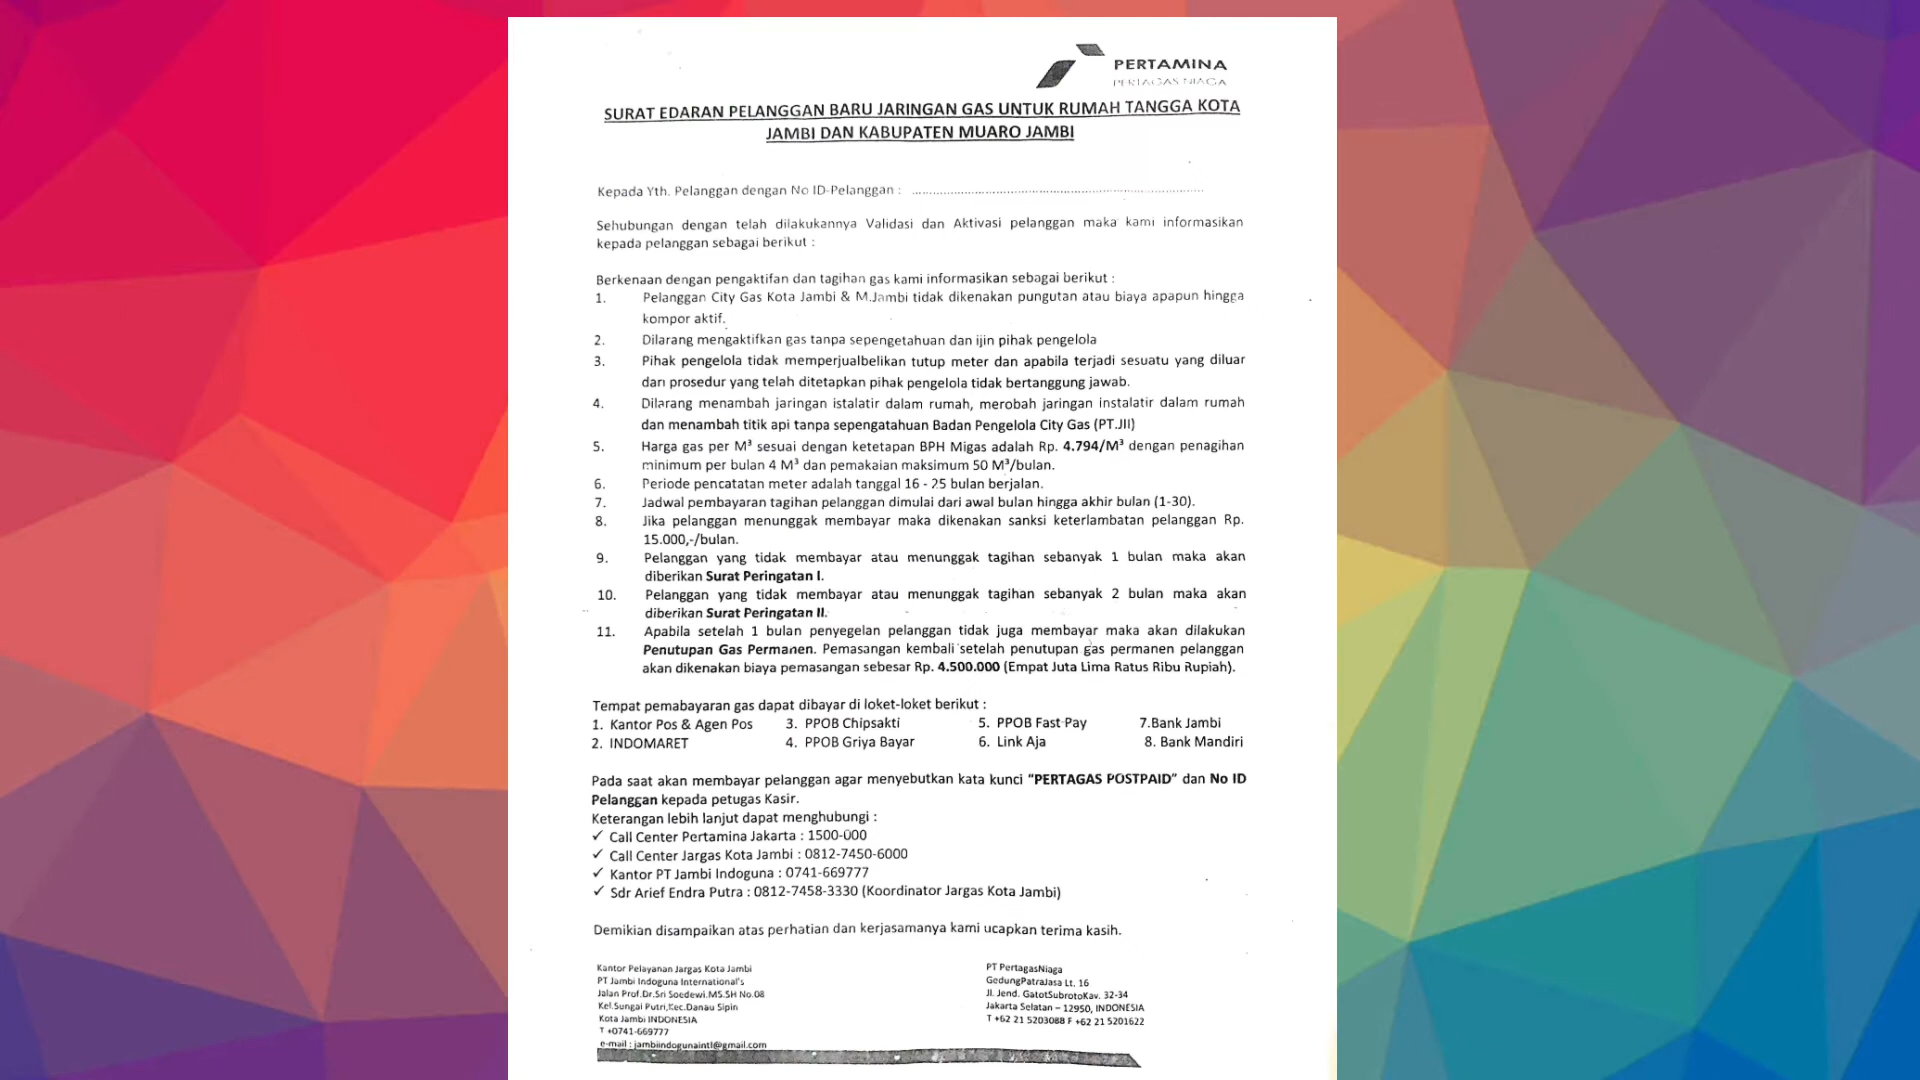 PERTAMINA
PERTAGAS NIAGA
SURAT EDARAN PELANGGAN BARU JARINGAN GAS UNTUK RUMAH TANGGA KOTA
JAMBI DAN KABUPATEN MUARO JAMBI
Kepada Yth. Pelanggan dengan No ID-Pelanggan : ..........................................................................................
Sehubungan dengan telah dilakukannya Validasi dan Aktivasi pelanggan maka kami informasikan
kepada pelanggan sebagai berikut :
Berkenaan dengan pengaktifan dan tagihan gas kami informasikan sebagai berikut :
1. Pelanggan City Gas Kota Jambi & M.Jambi tidak dikenakan pungutan atau biaya apapun hingga
kompor aktif.
2. Dilarang mengaktifkan gas tanpa sepengetahuan dan ijin pihak pengelola
3. Pihak pengelola tidak memperjualbelikan tutup meter dan apabila terjadi sesuatu yang diluar
dari prosedur yang telah ditetapkan pihak pengelola tidak bertanggung jawab.
4. Dilarang menambah jaringan istalatir dalam rumah, merobah jaringan instalatir dalam rumah
dan menambah titik api tanpa sepengatahuan Badan Pengelola City Gas (PT.JII)
5. Harga gas per M³ sesuai dengan ketetapan BPH Migas adalah Rp. 4.794/M³ dengan penagihan
minimum per bulan 4 M³ dan pemakaian maksimum 50 M³/bulan.
6. Periode pencatatan meter adalah tanggal 16 - 25 bulan berjalan.
7. Jadwal pembayaran tagihan pelanggan dimulai dari awal bulan hingga akhir bulan (1-30).
8. Jika pelanggan menunggak membayar maka dikenakan sanksi keterlambatan pelanggan Rp.
15.000,-/bulan.
9. Pelanggan yang tidak membayar atau menunggak tagihan sebanyak 1 bulan maka akan
diberikan Surat Peringatan I.
10. Pelanggan yang tidak membayar atau menunggak tagihan sebanyak 2 bulan maka akan
diberikan Surat Peringatan II.
11. Apabila setelah 1 bulan penyegelan pelanggan tidak juga membayar maka akan dilakukan
Penutupan Gas Permanen. Pemasangan kembali setelah penutupan gas permanen pelanggan
akan dikenakan biaya pemasangan sebesar Rp. 4.500.000 (Empat Juta Lima Ratus Ribu Rupiah).
Tempat pemabayaran gas dapat dibayar di loket-loket berikut :
1. Kantor Pos & Agen Pos 3. PPOB Chipsakti 5. PPOB Fast Pay 7.Bank Jambi
2. INDOMARET 4. PPOB Griya Bayar 6. Link Aja 8. Bank Mandiri
Pada saat akan membayar pelanggan agar menyebutkan kata kunci “PERTAGAS POSTPAID” dan No ID
Pelanggan kepada petugas Kasir.
Keterangan lebih lanjut dapat menghubungi :
✓ Call Center Pertamina Jakarta : 1500-000
✓ Call Center Jargas Kota Jambi : 0812-7450-6000
✓ Kantor PT Jambi Indoguna : 0741-669777
✓ Sdr Arief Endra Putra : 0812-7458-3330 (Koordinator Jargas Kota Jambi)
Demikian disampaikan atas perhatian dan kerjasamanya kami ucapkan terima kasih.
Kantor Pelayanan Jargas Kota Jambi
PT Jambi Indoguna International's
Jalan Prof.Dr.Sri Soedewi.MS.SH No.08
Kel.Sungai Putri,Kec.Danau Sipin
Kota Jambi INDONESIA
T +0741-669777
e-mail : jambiindogunaintl@gmail.com
PT PertagasNiaga
GedungPatraJasa Lt. 16
Jl. Jend. GatotSubrotoKav. 32-34
Jakarta Selatan – 12950, INDONESIA
T +62 21 5203088 F +62 21 5201622